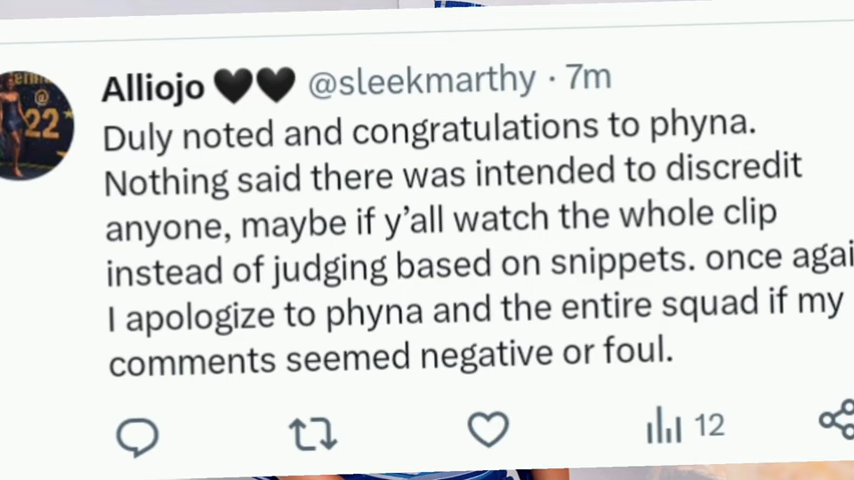 Alliojo 🖤🖤 @sleekmarthy · 7m
Duly noted and congratulations to phyna.
Nothing said there was intended to discredit
anyone, maybe if y’all watch the whole clip
instead of judging based on snippets. once agai
I apologize to phyna and the entire squad if my
comments seemed negative or foul.
12
@
22